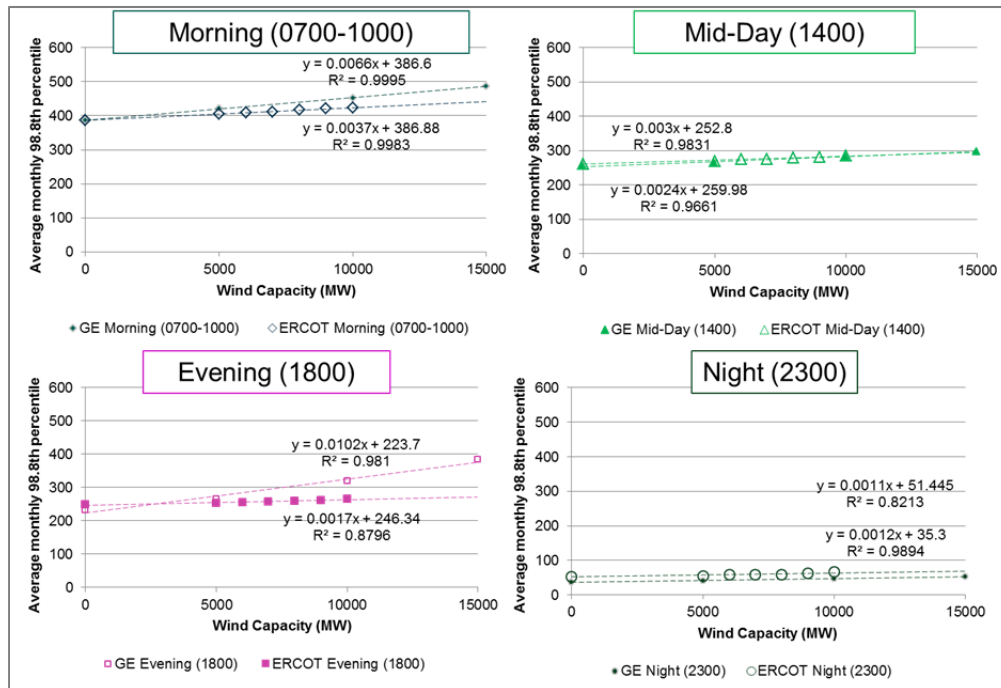 Morning (0700-1000)
Average monthly 98.8th percentile
600
500
400
300
200
100
0
y = 0.0066x + 386.6
R² = 0.9995
y = 0.0037x + 386.88
R² = 0.9983
0 5000 10000 15000
Wind Capacity (MW)
GE Morning (0700-1000) ERCOT Morning (0700-1000)
Mid-Day (1400)
Average monthly 98.8th percentile
600
500
400
300
200
100
0
y = 0.003x + 252.8
R² = 0.9831
y = 0.0024x + 259.98
R² = 0.9661
0 5000 10000 15000
Wind Capacity (MW)
GE Mid-Day (1400) ERCOT Mid-Day (1400)
Evening (1800)
Average monthly 98.8th percentile
600
500
400
300
200
100
0
y = 0.0102x + 223.7
R² = 0.981
y = 0.0017x + 246.34
R² = 0.8796
0 5000 10000 15000
Wind Capacity (MW)
GE Evening (1800) ERCOT Evening (1800)
Night (2300)
Average monthly 98.8th percentile
600
500
400
300
200
100
0
y = 0.0011x + 51.445
R² = 0.8213
y = 0.0012x + 35.3
R² = 0.9894
0 5000 10000 15000
Wind Capacity (MW)
GE Night (2300) ERCOT Night (2300)